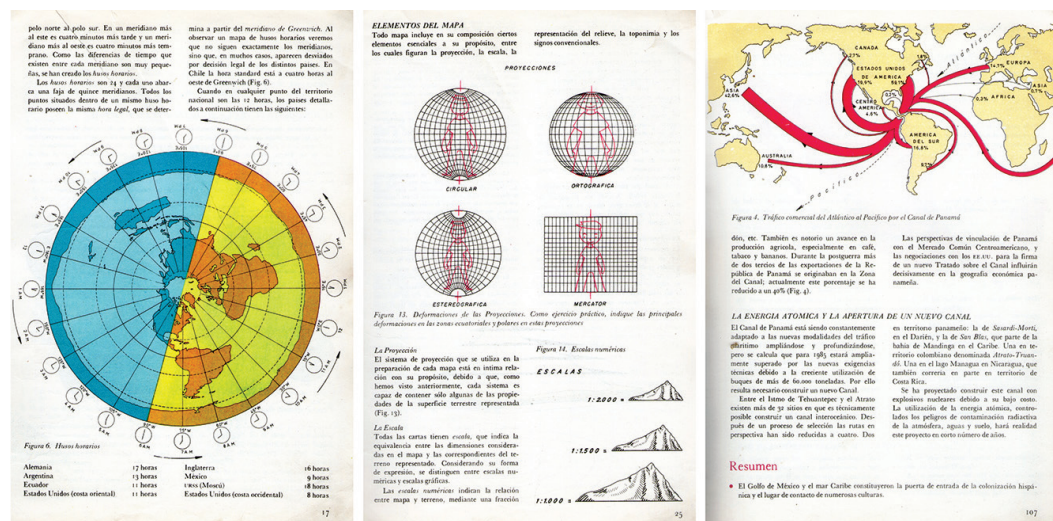 polo norte al polo sur. En un meridiano más
al este es cuatro minutos más tarde y un meri-
diano más al oeste es cuatro minutos más tem-
prano. Como las diferencias de tiempo que
existen entre cada meridiano son muy peque-
ñas, se han creado los husos horarios.
Los husos horarios son 24 y cada uno abar-
ca una faja de quince meridianos. Todos los
puntos situados dentro de un mismo huso ho-
rario poseen la misma hora legal, que se deter-
mina a partir del meridiano de Greenwich. Al
observar un mapa de husos horarios veremos
que no siguen exactamente los meridianos,
sino que, en muchos casos, aparecen desviados
por decisión legal de los distintos países. En
Chile la hora standard está a cuatro horas al
oeste de Greenwich (Fig. 6).
Cuando en cualquier punto del territorio
nacional son las 12 horas, los países detalla-
dos a continuación tienen las siguientes:
Figura 6. Husos horarios
Alemania 17 horas
Argentina 13 horas
Ecuador 11 horas
Estados Unidos (costa oriental) 11 horas
Inglaterra 16 horas
México 9 horas
URSS (Moscú) 18 horas
Estados Unidos (costa occidental) 8 horas
17
ELEMENTOS DEL MAPA
Todo mapa incluye en su composición ciertos
elementos esenciales a su propósito, entre
los cuales figuran la proyección, la escala, la
representación del relieve, la toponimia y los
signos convencionales.
PROYECCIONES
CIRCULAR
ORTOGRAFICA
ESTEREOGRAFICA
MERCATOR
Figura 13. Deformaciones de las Proyecciones. Como ejercicio práctico, indique las principales
deformaciones en las zonas ecuatoriales y polares en estas proyecciones
La Proyección
El sistema de proyección que se utiliza en la
preparación de cada mapa está en íntima rela-
ción con su propósito, debido a que, como
hemos visto anteriormente, cada sistema es
capaz de contener sólo algunas de las propie-
dades de la superficie terrestre representada
(Fig. 13).
La Escala
Todas las cartas tienen escala, que indica la
equivalencia entre las dimensiones considera-
das en el mapa y las correspondientes del te-
rreno representado. Considerando su forma
de expresión, se distinguen entre escalas nu-
méricas y escalas gráficas.
Las escalas numéricas indican la relación
entre mapa y terreno, mediante una fracción
Figura 14. Escalas numéricas
ESCALAS
1:2.000 =
1:1.500 =
1:1.000 =
25
CANADA
ESTADOS UNIDOS
DE AMERICA
CENTRO
AMERICA
4.6%
ASIA
42,6%
AUSTRALIA
10.8%
AMERICA
DEL SUR
EUROPA
AFRICA
0,3%
ASIA
0.7%
Atlántico
Pacífico
Figura 4. Tráfico comercial del Atlántico al Pacífico por el Canal de Panamá
dón, etc. También es notorio un avance en la
producción agrícola, especialmente en café,
tabaco y bananos. Durante la postguerra más
de dos tercios de las exportaciones de la Re-
pública de Panamá se originaban en la Zona
del Canal; actualmente este porcentaje se ha
reducido a un 40% (Fig. 4).
Las perspectivas de vinculación de Panamá
con el Mercado Común Centroamericano, y
las negociaciones con los EE.UU. para la firma
de un nuevo Tratado sobre el Canal influirán
decisivamente en la geografía económica pa-
nameña.
LA ENERGIA ATOMICA Y LA APERTURA DE UN NUEVO CANAL
El Canal de Panamá está siendo constantemente
adaptado a las nuevas modalidades del tráfico
marítimo ampliándose y profundizándose,
pero se calcula que para 1985 estará amplia-
mente superado por las nuevas exigencias
técnicas debido a la creciente utilización de
buques de más de 60.000 toneladas. Por ello
resulta necesario construir un nuevo Canal.
Entre el Istmo de Tehuantepec y el Atrato
existen más de 32 sitios en que es técnicamente
posible construir un canal interoceánico. Des-
pués de un proceso de selección las rutas en
perspectiva han sido reducidas a cuatro. Dos
en territorio panameño: la de Sasardi-Morti,
en el Darién, y la de San Blas, que parte de la
bahía de Mandinga en el Caribe. Una en te-
rritorio colombiano denominada Atrato-Truan-
dó. Una en el lago Managua en Nicaragua, que
también correría en parte en territorio de
Costa Rica.
Se ha proyectado construir este canal con
explosivos nucleares debido a su bajo costo.
La utilización de la energía atómica, contro-
lados los peligros de contaminación radiactiva
de la atmósfera, aguas y suelo, hará realidad
este proyecto en corto número de años.
Resumen
• El Golfo de México y el mar Caribe constituyeron la puerta de entrada de la colonización hispá-
nica y el lugar de contacto de numerosas culturas.
107